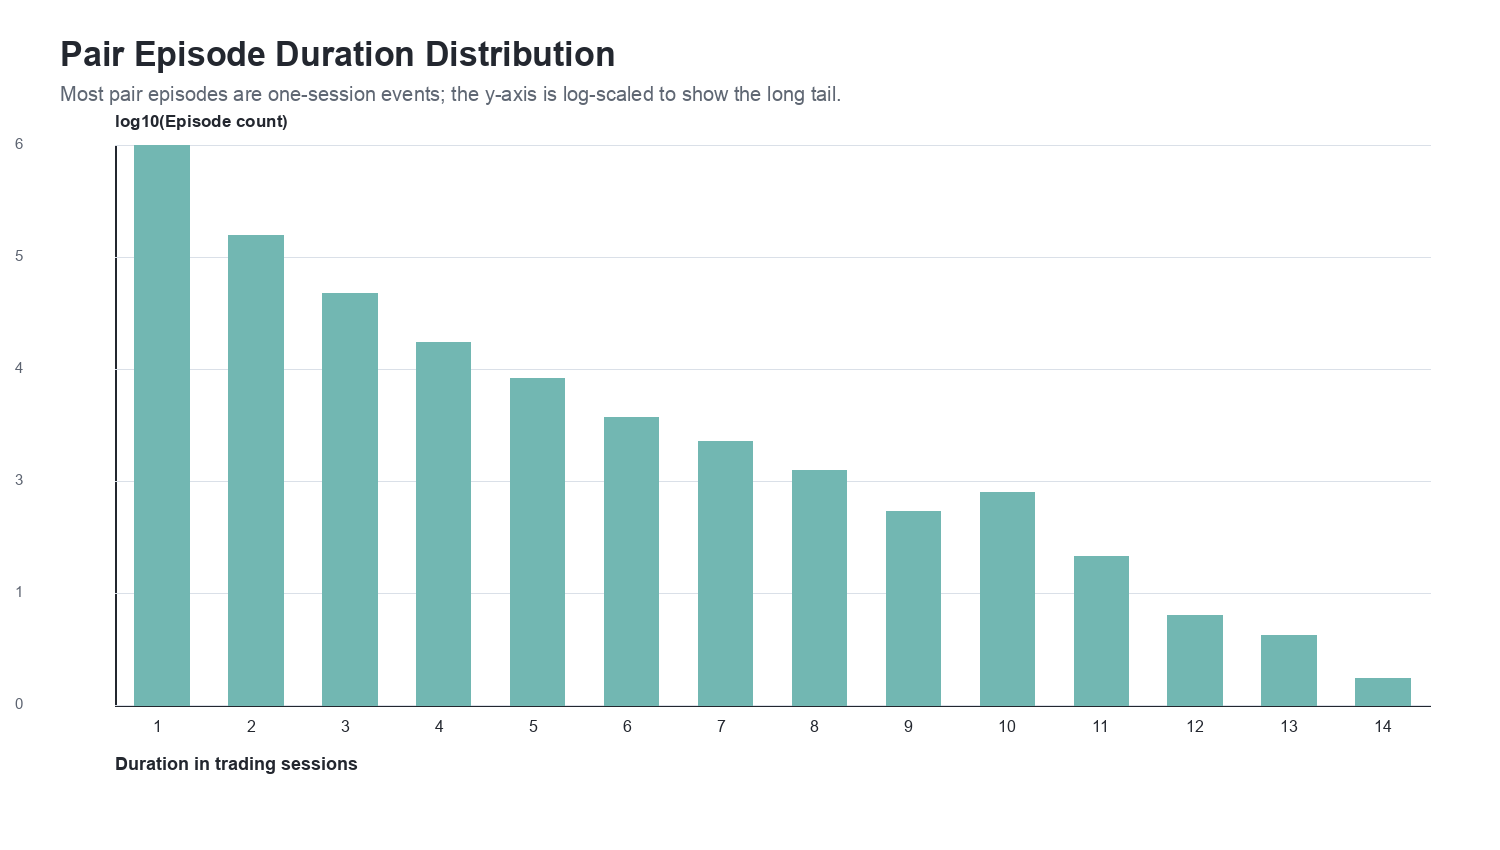 Pair Episode Duration Distribution
Most pair episodes are one-session events; the y-axis is log-scaled to show the long tail.
log10(Episode count)
6
5
4
3
1
0
1 2 3 4 5 6 7 8 9 10 11 12 13 14
Duration in trading sessions